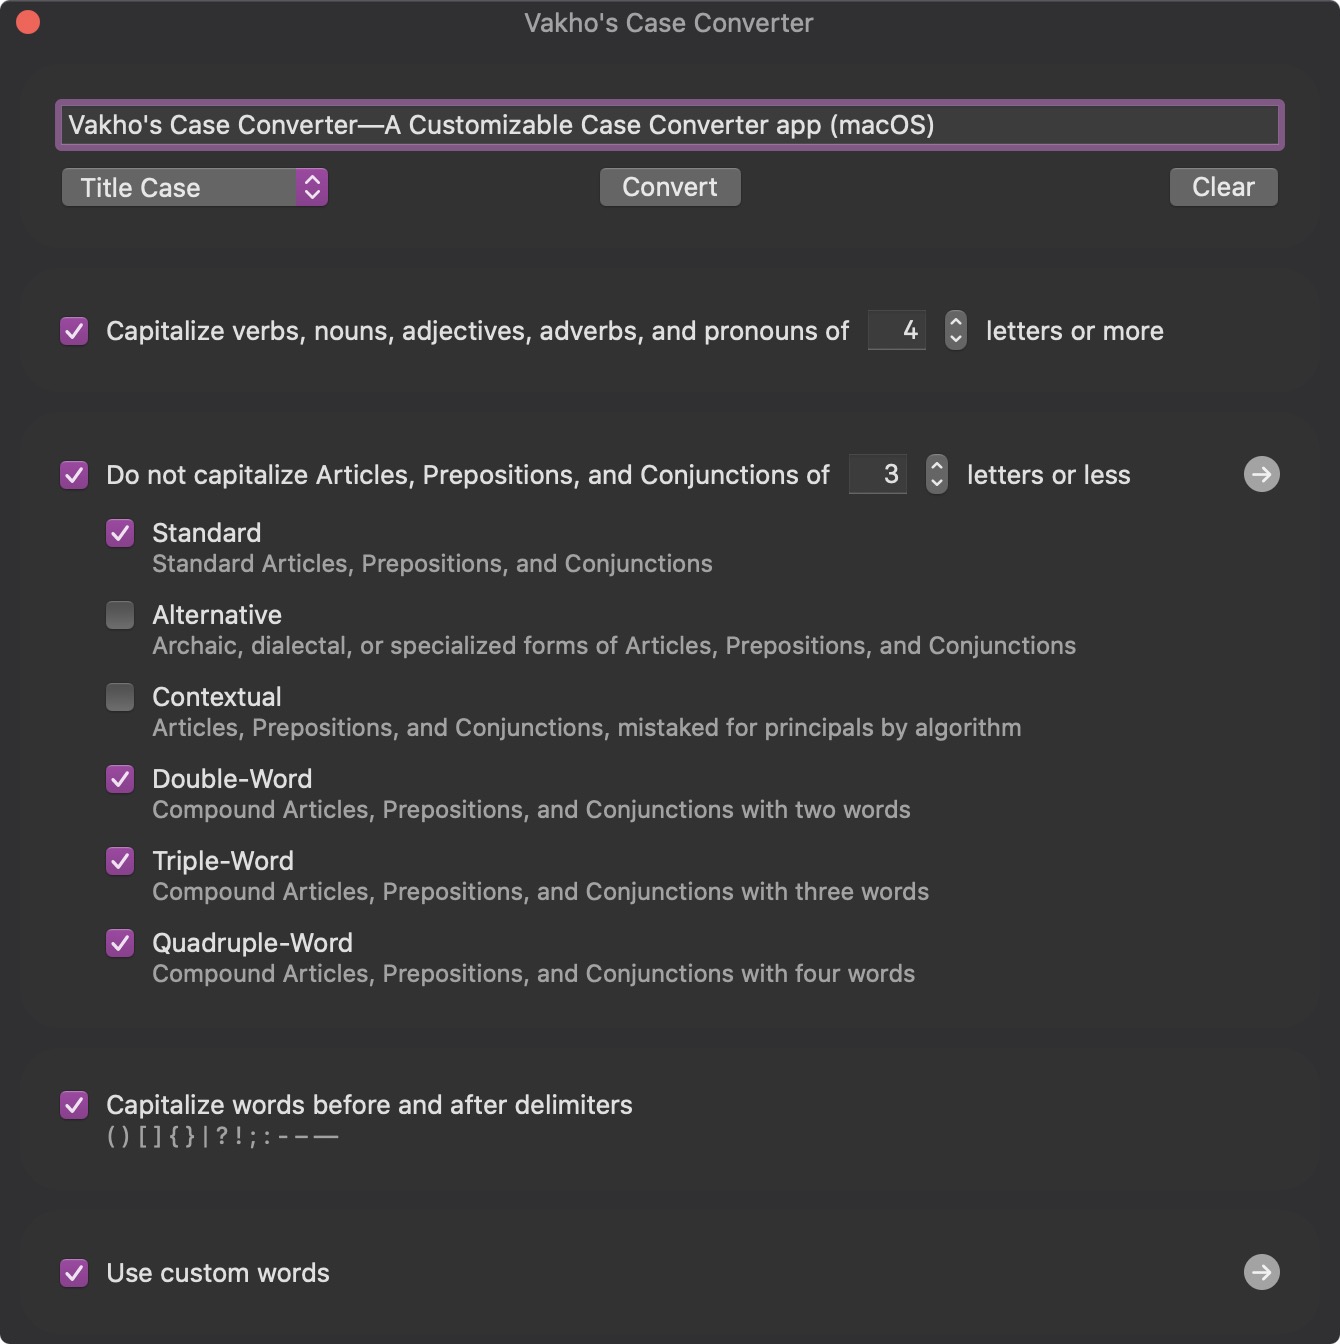 Vakho's Case Converter
Vakho's Case Converter—A Customizable Case Converter app (macOS)
Title Case
Convert
Clear
Capitalize verbs, nouns, adjectives, adverbs, and pronouns of 4 letters or more
Do not capitalize Articles, Prepositions, and Conjunctions of 3 letters or less
Standard
Standard Articles, Prepositions, and Conjunctions
Alternative
Archaic, dialectal, or specialized forms of Articles, Prepositions, and Conjunctions
Contextual
Articles, Prepositions, and Conjunctions, mistaked for principals by algorithm
Double-Word
Compound Articles, Prepositions, and Conjunctions with two words
Triple-Word
Compound Articles, Prepositions, and Conjunctions with three words
Quadruple-Word
Compound Articles, Prepositions, and Conjunctions with four words
Capitalize words before and after delimiters
( ) [ ] { } | ? ! ; : - – —
Use custom words